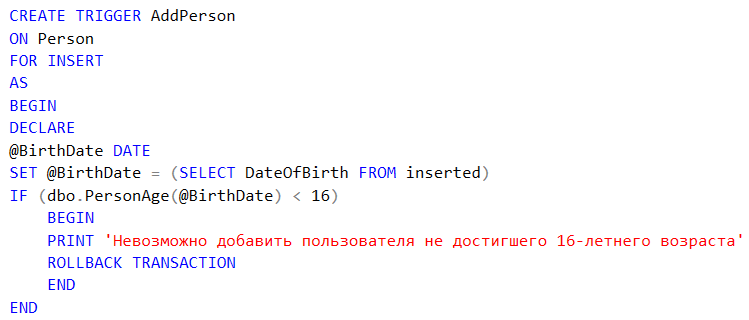 CREATE TRIGGER AddPerson
ON Person
FOR INSERT
AS
BEGIN
DECLARE
@BirthDate DATE
SET @BirthDate = (SELECT DateOfBirth FROM inserted)
IF (dbo.PersonAge(@BirthDate) < 16)
BEGIN
PRINT 'Невозможно добавить пользователя не достигшего 16-летнего возраста'
ROLLBACK TRANSACTION
END
END